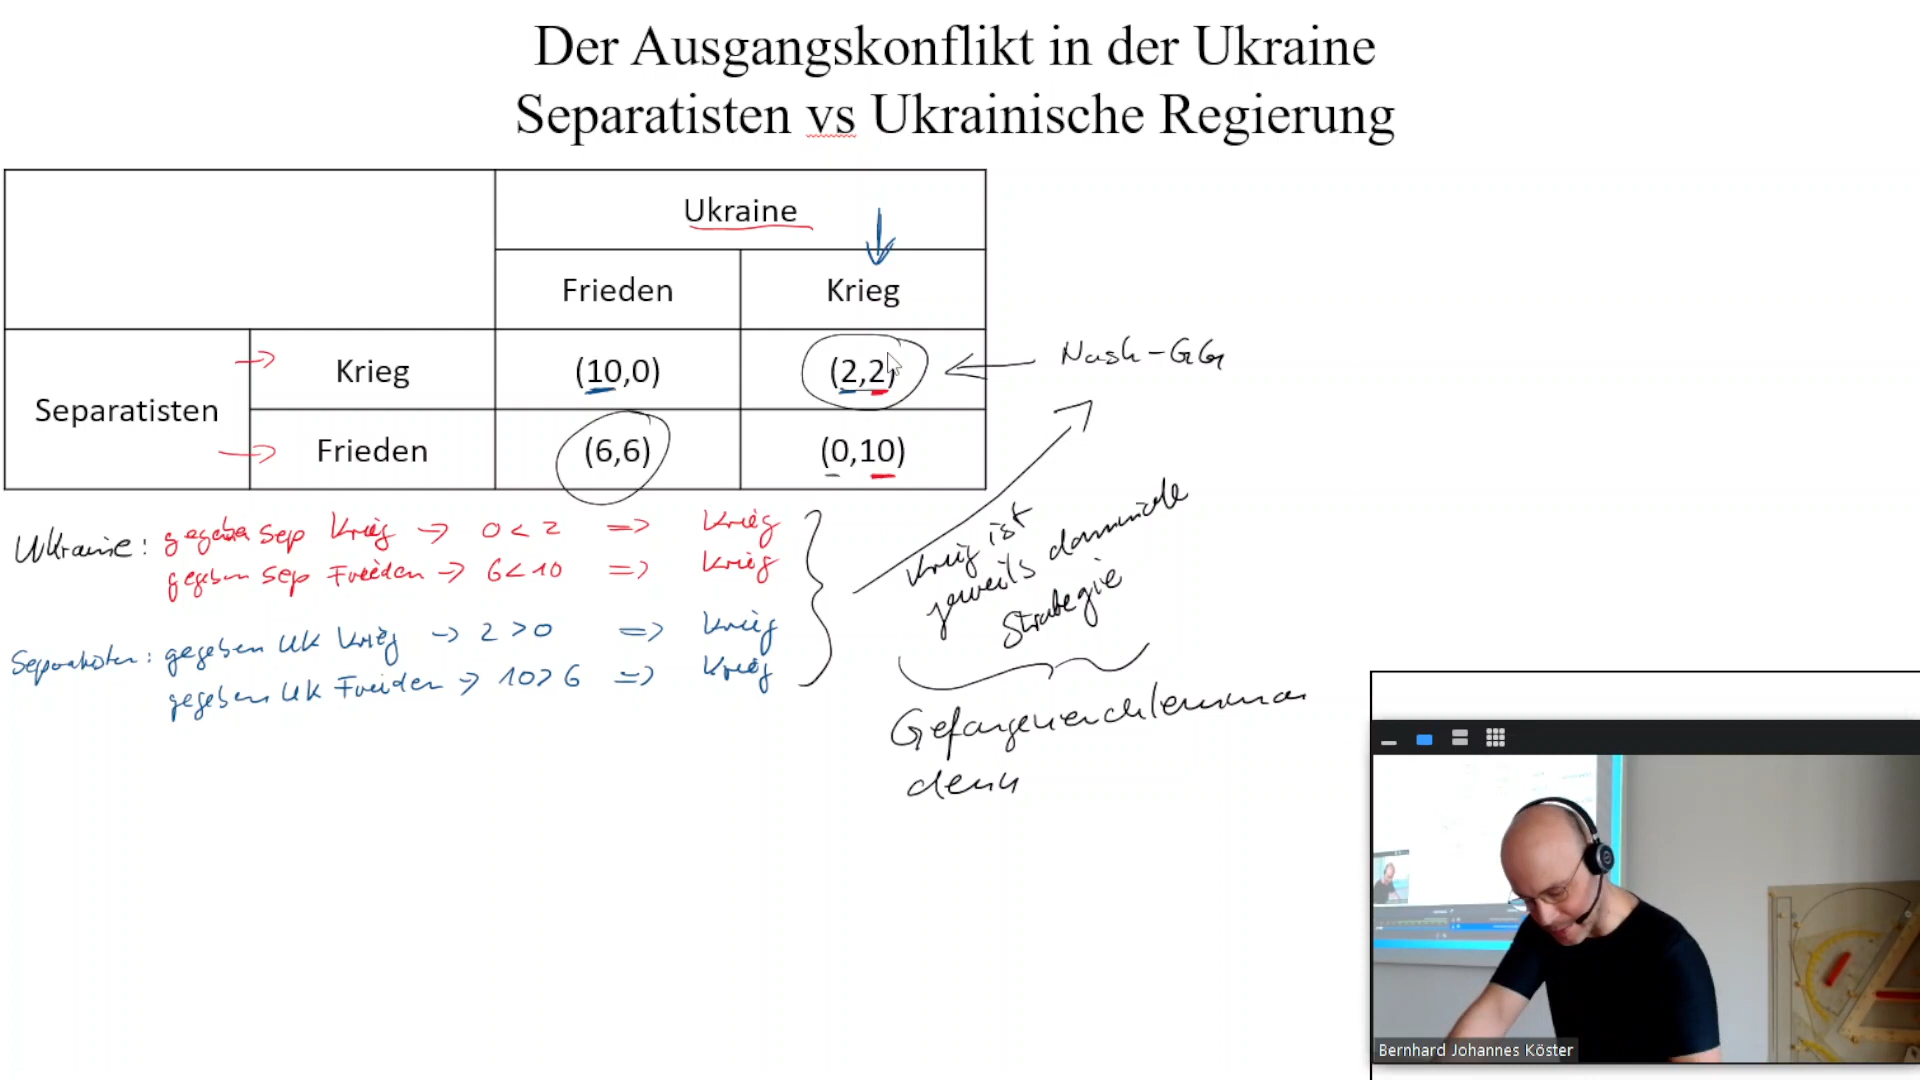 Der Ausgangskonflikt in der Ukraine
Separatisten vs Ukrainische Regierung
Ukraine
Frieden
Krieg
Separatisten
Krieg
(10,0)
(2,2)
Nash-GG
Frieden
(6,6)
(0,10)
Ukraine: gegeben Sep Krieg → 0 < 2 => Krieg
gegeben Sep Frieden → 6 < 10 => Krieg
Separatisten: gegeben UK Krieg → 2 > 0 => Krieg
gegeben UK Frieden → 10 > 6 => Krieg
Krieg ist
jeweils dominante
Strategie
Gefangenendilemma
denn
Bernhard Johannes Köster